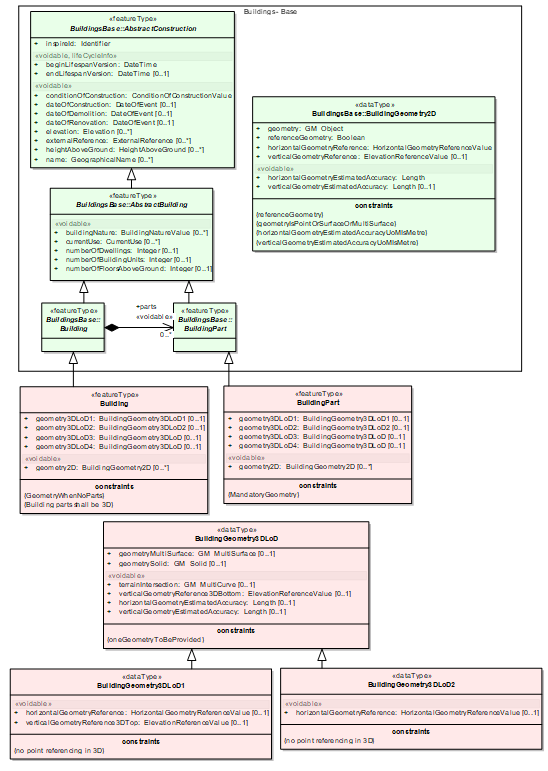 Buildings - Base
«featureType»
BuildingsBase::AbstractConstruction
+ inspireId: Identifier
«voidable, lifeCycleInfo»
+ beginLifespanVersion: DateTime
+ endLifespanVersion: DateTime [0..1]
«voidable»
+ conditionOfConstruction: ConditionOfConstructionValue
+ dateOfConstruction: DateOfEvent [0..1]
+ dateOfDemolition: DateOfEvent [0..1]
+ dateOfRenovation: DateOfEvent [0..1]
+ elevation: Elevation [0..*]
+ externalReference: ExternalReference [0..*]
+ heightAboveGround: HeightAboveGround [0..*]
+ name: GeographicalName [0..*]
«dataType»
BuildingsBase::BuildingGeometry2D
+ geometry: GM_Object
+ referenceGeometry: Boolean
+ horizontalGeometryReference: HorizontalGeometryReferenceValue
+ verticalGeometryReference: ElevationReferenceValue [0..1]
«voidable»
+ horizontalGeometryEstimatedAccuracy: Length
+ verticalGeometryEstimatedAccuracy: Length [0..1]
constraints
{referenceGeometry}
{geometryIsPointOrSurfaceOrMultiSurface}
{horizontalGeometryEstimatedAccuracyUoMIsMetre}
{verticalGeometryEstimatedAccuracyUoMIsMetre}
«featureType»
BuildingsBase::AbstractBuilding
«voidable»
+ buildingNature: BuildingNatureValue [0..*]
+ currentUse: CurrentUse [0..*]
+ numberOfDwellings: Integer [0..1]
+ numberOfBuildingUnits: Integer [0..1]
+ numberOfFloorsAboveGround: Integer [0..1]
«featureType»
BuildingsBase::
Building
+parts
«voidable»
0..*
«featureType»
BuildingsBase::
BuildingPart
«featureType»
Building
+ geometry3DLoD1: BuildingGeometry3DLoD1 [0..1]
+ geometry3DLoD2: BuildingGeometry3DLoD2 [0..1]
+ geometry3DLoD3: BuildingGeometry3DLoD [0..1]
+ geometry3DLoD4: BuildingGeometry3DLoD [0..1]
«voidable»
+ geometry2D: BuildingGeometry2D [0..*]
constraints
{GeometryWhenNoParts}
{Building parts shall be 3D}
«featureType»
BuildingPart
+ geometry3DLoD1: BuildingGeometry3DLoD1 [0..1]
+ geometry3DLoD2: BuildingGeometry3DLoD2 [0..1]
+ geometry3DLoD3: BuildingGeometry3DLoD [0..1]
+ geometry3DLoD4: BuildingGeometry3DLoD [0..1]
«voidable»
+ geometry2D: BuildingGeometry2D [0..*]
constraints
{MandatoryGeometry}
«dataType»
BuildingGeometry3DLoD
+ geometryMultiSurface: GM_MultiSurface [0..1]
+ geometrySolid: GM_Solid [0..1]
«voidable»
+ terrainIntersection: GM_MultiCurve [0..1]
+ verticalGeometryReference3DBottom: ElevationReferenceValue [0..1]
+ horizontalGeometryEstimatedAccuracy: Length [0..1]
+ verticalGeometryEstimatedAccuracy: Length [0..1]
constraints
{oneGeometryToBeProvided}
«dataType»
BuildingGeometry3DLoD1
«voidable»
+ horizontalGeometryReference: HorizontalGeometryReferenceValue [0..1]
+ verticalGeometryReference3DTop: ElevationReferenceValue [0..1]
constraints
{no point referencing in 3D}
«dataType»
BuildingGeometry3DLoD2
«voidable»
+ horizontalGeometryReference: HorizontalGeometryReferenceValue [0..1]
constraints
{no point referencing in 3D}